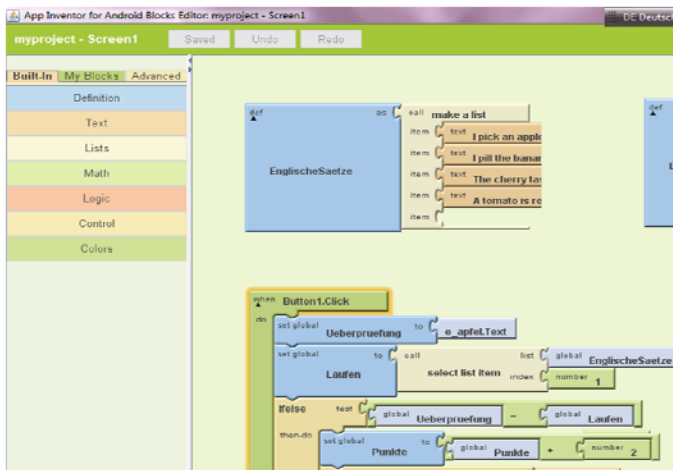 App Inventor for Android Blocks Editor: myproject - Screen1
DE Deutsch
myproject - Screen1 Saved Undo Redo
Built-In My Blocks Advanced
Definition
Text
Lists
Math
Logic
Control
Colors
def as call make a list
EnglischeSaetze
item text I pick an apple
item text I pill the banan
item text The cherry tas
item text A tomato is re
item
def
when Button1.Click
do
set global Ueberpruefung to e_apfel.Text
set global Laufen to call select list item list global EnglischeSaetze
index number 1
ifelse test global Ueberpruefung = global Laufen
then-do set global Punkte to global Punkte + number 2